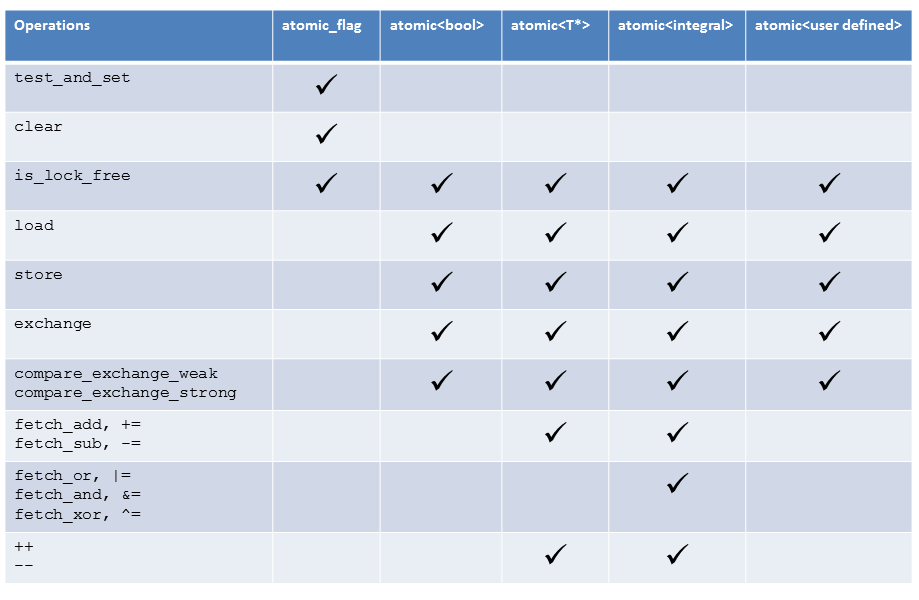 Operations atomic_flag atomic<bool> atomic<T*> atomic<integral> atomic<user defined>
test_and_set ✓
clear ✓
is_lock_free ✓ ✓ ✓ ✓ ✓
load ✓ ✓ ✓ ✓
store ✓ ✓ ✓ ✓
exchange ✓ ✓ ✓ ✓
compare_exchange_weak ✓ ✓ ✓ ✓
compare_exchange_strong
fetch_add, += ✓ ✓
fetch_sub, -=
fetch_or, |= ✓
fetch_and, &=
fetch_xor, ^=
++ ✓ ✓
--